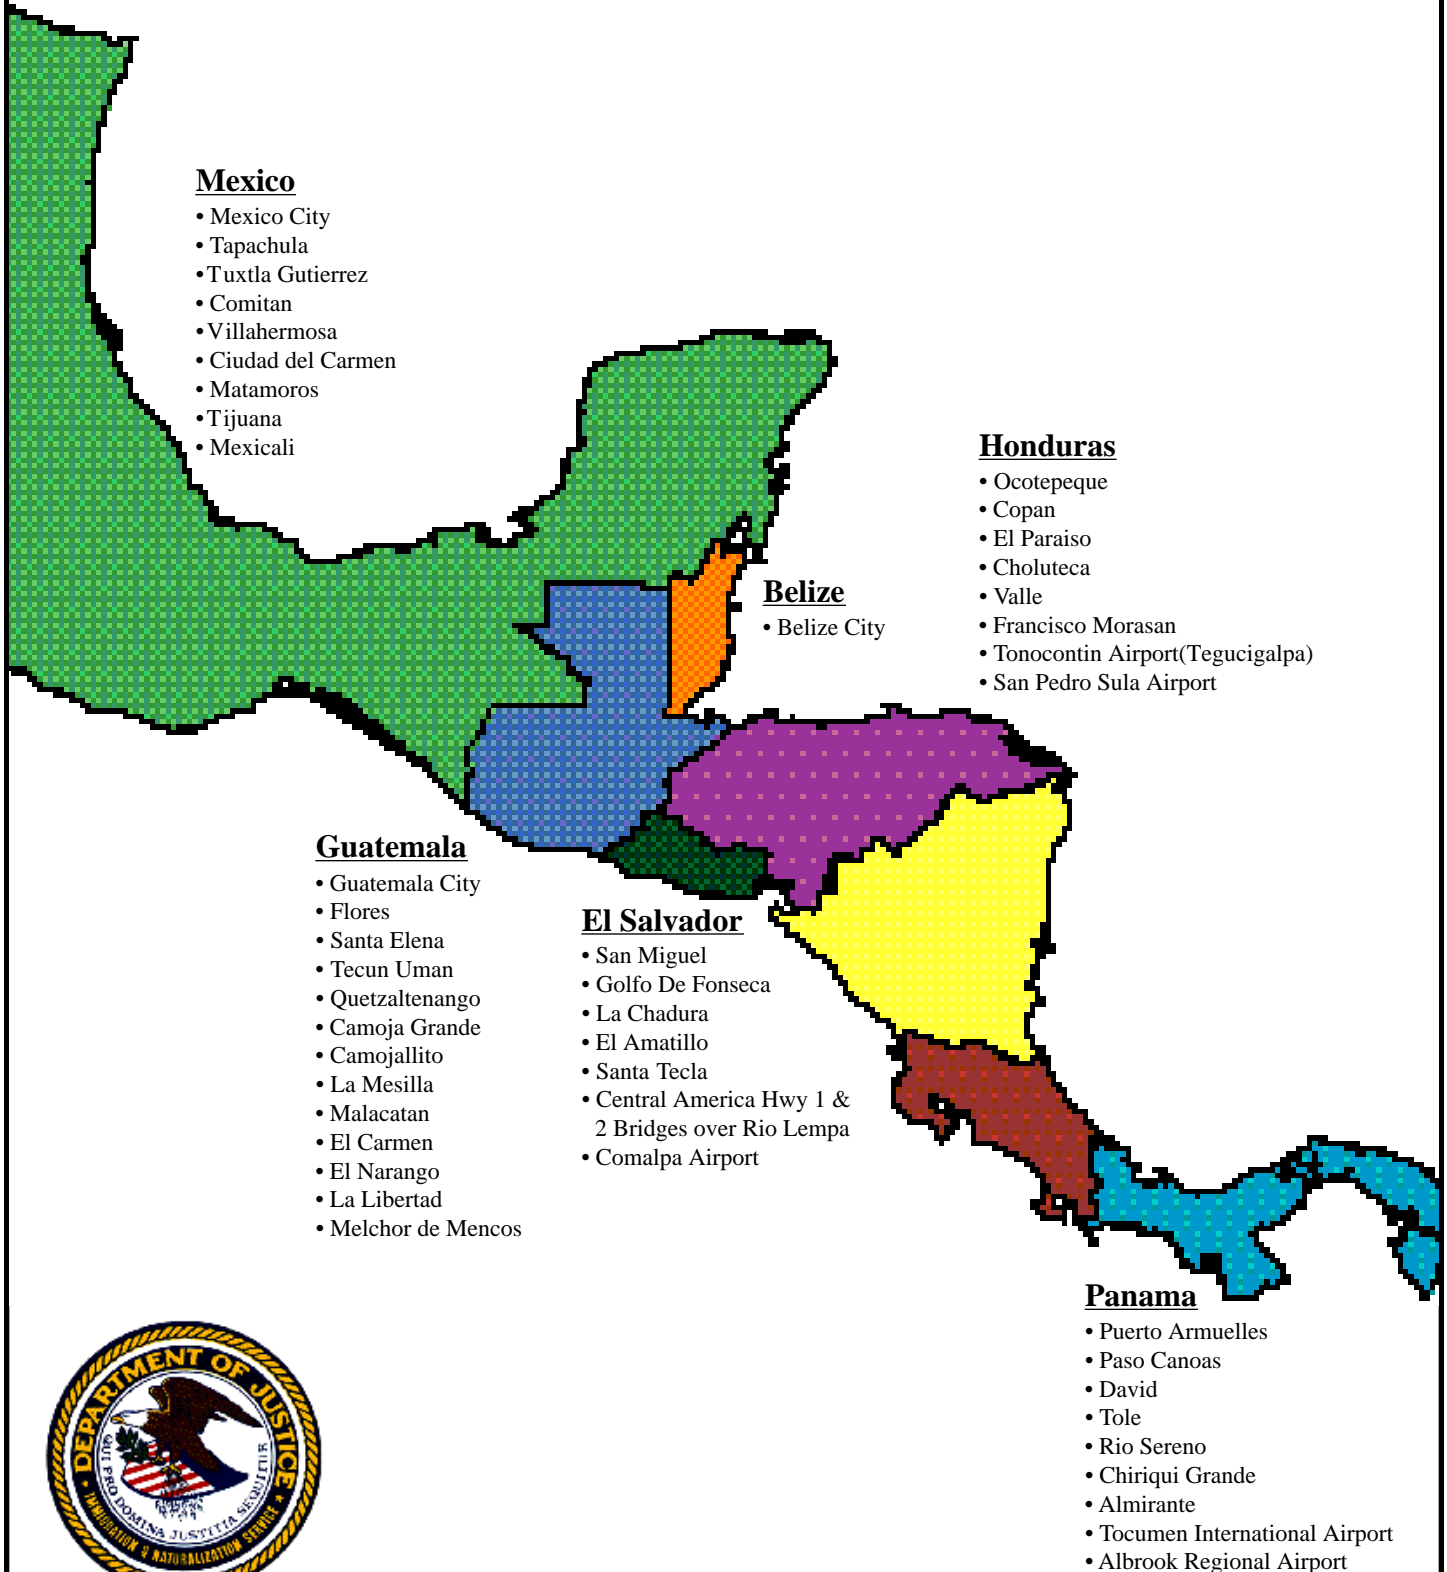 Mexico
• Mexico City
• Tapachula
• Tuxtla Gutierrez
• Comitan
• Villahermosa
• Ciudad del Carmen
• Matamoros
• Tijuana
• Mexicali
Honduras
• Ocotepeque
• Copan
• El Paraiso
• Choluteca
• Valle
• Francisco Morasan
• Tonocontin Airport(Tegucigalpa)
• San Pedro Sula Airport
Belize
• Belize City
Guatemala
• Guatemala City
• Flores
• Santa Elena
• Tecun Uman
• Quetzaltenango
• Camoja Grande
• Camojallito
• La Mesilla
• Malacatan
• El Carmen
• El Narango
• La Libertad
• Melchor de Mencos
El Salvador
• San Miguel
• Golfo De Fonseca
• La Chadura
• El Amatillo
• Santa Tecla
• Central America Hwy 1 &
2 Bridges over Rio Lempa
• Comalpa Airport
Panama
• Puerto Armuelles
• Paso Canoas
• David
• Tole
• Rio Sereno
• Chiriqui Grande
• Almirante
• Tocumen International Airport
• Albrook Regional Airport
DEPARTMENT OF JUSTICE
QUI PRO DOMINA JUSTITIA SEQUITUR
IMMIGRATION & NATURALIZATION SERVICE